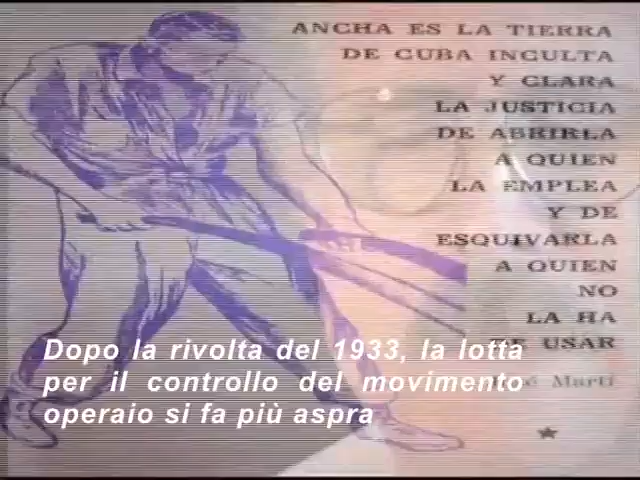 ANCHA ES LA TIERRA
DE CUBA INCULTA
Y CLARA
LA JUSTICIA
DE ABRIRLA
A QUIEN
LA EMPLEA
Y DE
ESQUIVARLA
A QUIEN
NO
LA HA
USAR
José Martí
Dopo la rivolta del 1933, la lotta
per il controllo del movimento
operaio si fa più aspra